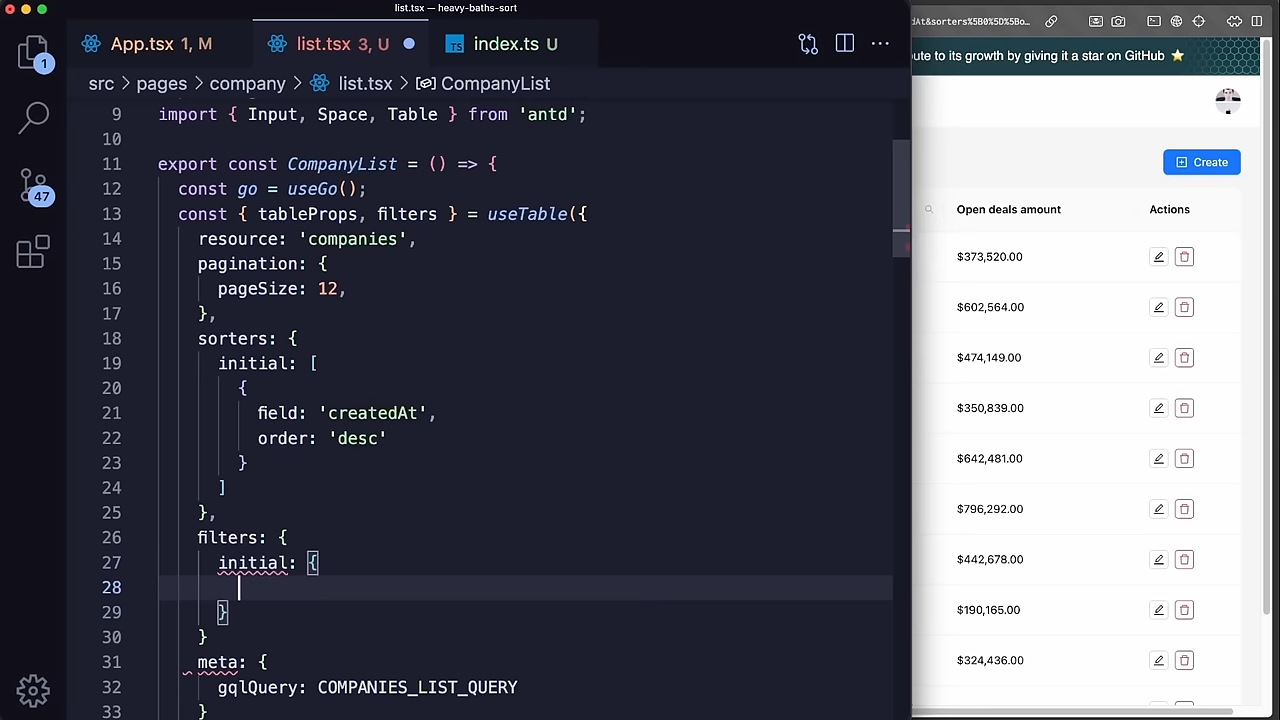 list.tsx — heavy-baths-sort
App.tsx 1, M
list.tsx 3, U
TS index.ts U
src > pages > company > list.tsx > CompanyList
9 import { Input, Space, Table } from 'antd';
10
11 export const CompanyList = () => {
12 const go = useGo();
13 const { tableProps, filters } = useTable({
14 resource: 'companies',
15 pagination: {
16 pageSize: 12,
17 },
18 sorters: {
19 initial: [
20 {
21 field: 'createdAt',
22 order: 'desc'
23 }
24 ]
25 },
26 filters: {
27 initial: {
28
29 }
30 }
31 meta: {
32 gqlQuery: COMPANIES_LIST_QUERY
33 }
1
47
dAt&sorters%5B0%5D%5Bo...
ute to its growth by giving it a star on GitHub ⭐
Create
Open deals amount Actions
$373,520.00
$602,564.00
$474,149.00
$350,839.00
$642,481.00
$796,292.00
$442,678.00
$190,165.00
$324,436.00